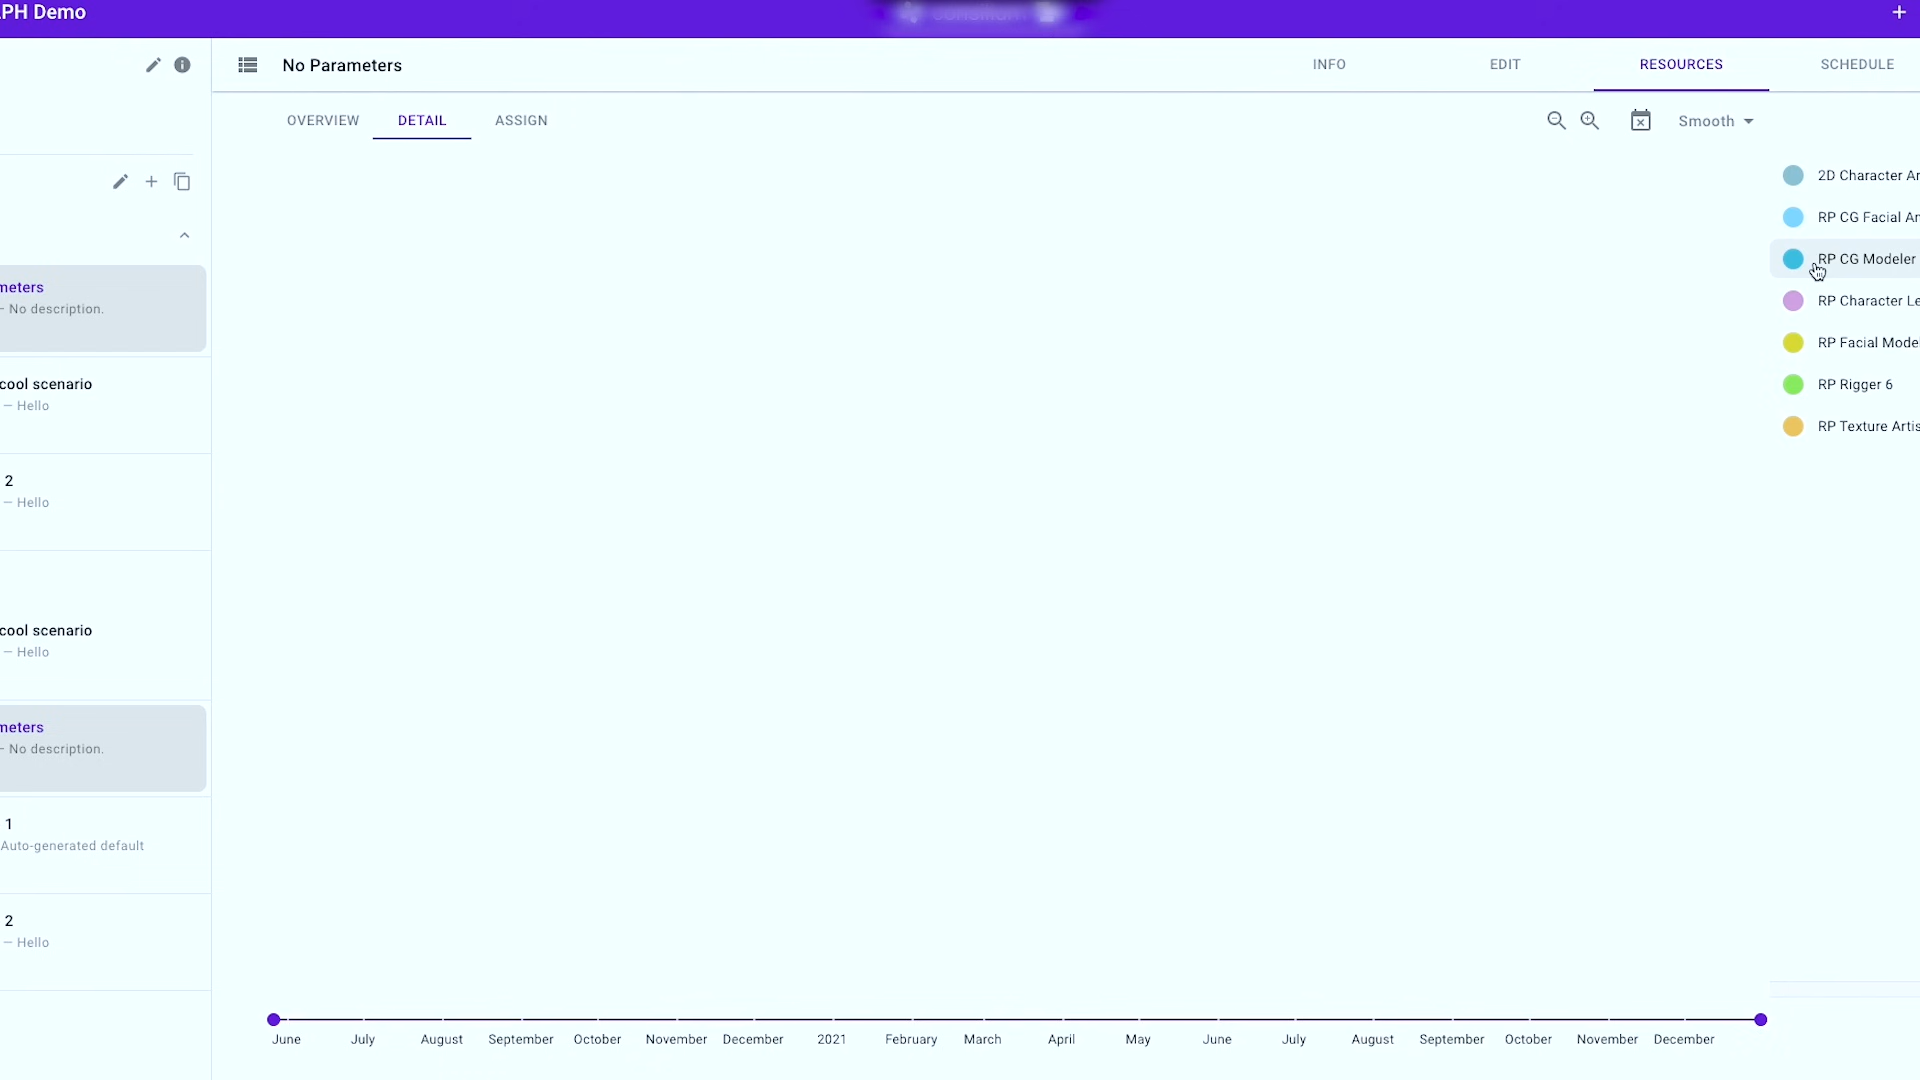 PH Demo
No Parameters
INFO
EDIT
RESOURCES
SCHEDULE
OVERVIEW
DETAIL
ASSIGN
Smooth
meters
- No description.
cool scenario
— Hello
2
— Hello
cool scenario
— Hello
meters
- No description.
1
Auto-generated default
2
— Hello
2D Character Ar
RP CG Facial An
RP CG Modeler
RP Character Le
RP Facial Model
RP Rigger 6
RP Texture Artis
June July August September October November December 2021 February March April May June July August September October November December